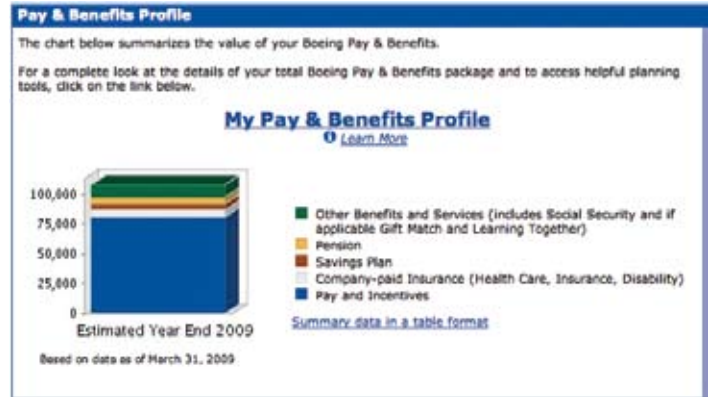 Pay & Benefits Profile
The chart below summarizes the value of your Boeing Pay & Benefits.
For a complete look at the details of your total Boeing Pay & Benefits package and to access helpful planning
tools, click on the link below.
My Pay & Benefits Profile
Learn More
100,000
75,000
50,000
25,000
0
Estimated Year End 2009
Based on data as of March 31, 2009
Other Benefits and Services (includes Social Security and if
applicable Gift Match and Learning Together)
Pension
Savings Plan
Company-paid Insurance (Health Care, Insurance, Disability)
Pay and Incentives
Summary data in a table format